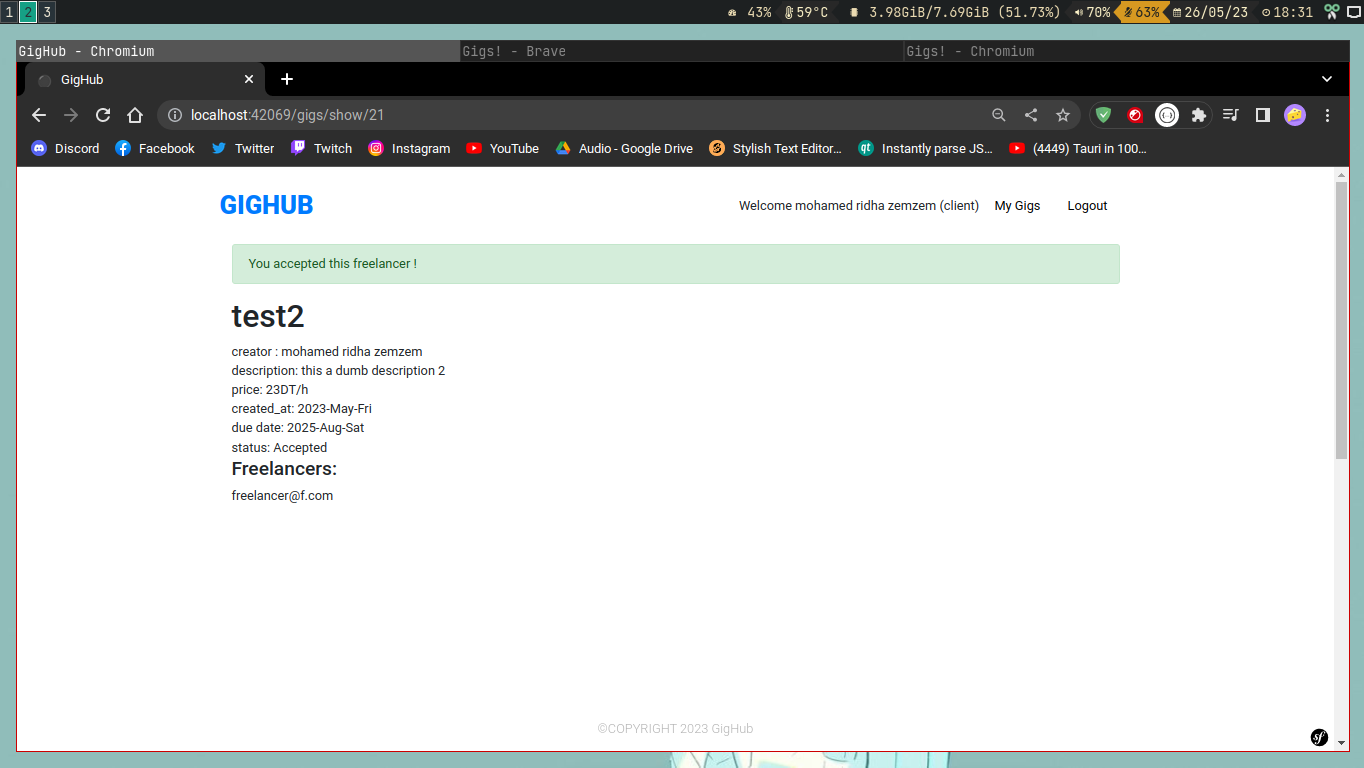 1 2 3 43% 59°C 3.98GiB/7.69GiB (51.73%) 70% 63% 26/05/23 18:31
GigHub - Chromium Gigs! - Brave Gigs! - Chromium
GigHub
localhost:42069/gigs/show/21
Discord Facebook Twitter Twitch Instagram YouTube Audio - Google Drive Stylish Text Editor... Instantly parse JS... (4449) Tauri in 100...
GIGHUB Welcome mohamed ridha zemzem (client) My Gigs Logout
You accepted this freelancer !
test2
creator : mohamed ridha zemzem
description: this a dumb description 2
price: 23DT/h
created_at: 2023-May-Fri
due date: 2025-Aug-Sat
status: Accepted
Freelancers:
freelancer@f.com
©COPYRIGHT 2023 GigHub
sf